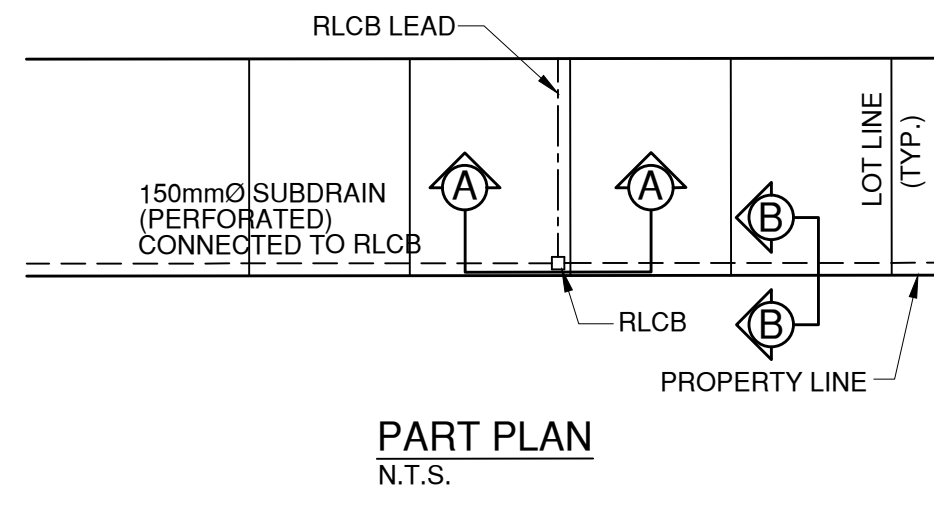 RLCB LEAD
LOT LINE
(TYP.)
150mmØ SUBDRAIN
(PERFORATED)
CONNECTED TO RLCB
A
A
B
B
RLCB
PROPERTY LINE
PART PLAN
N.T.S.